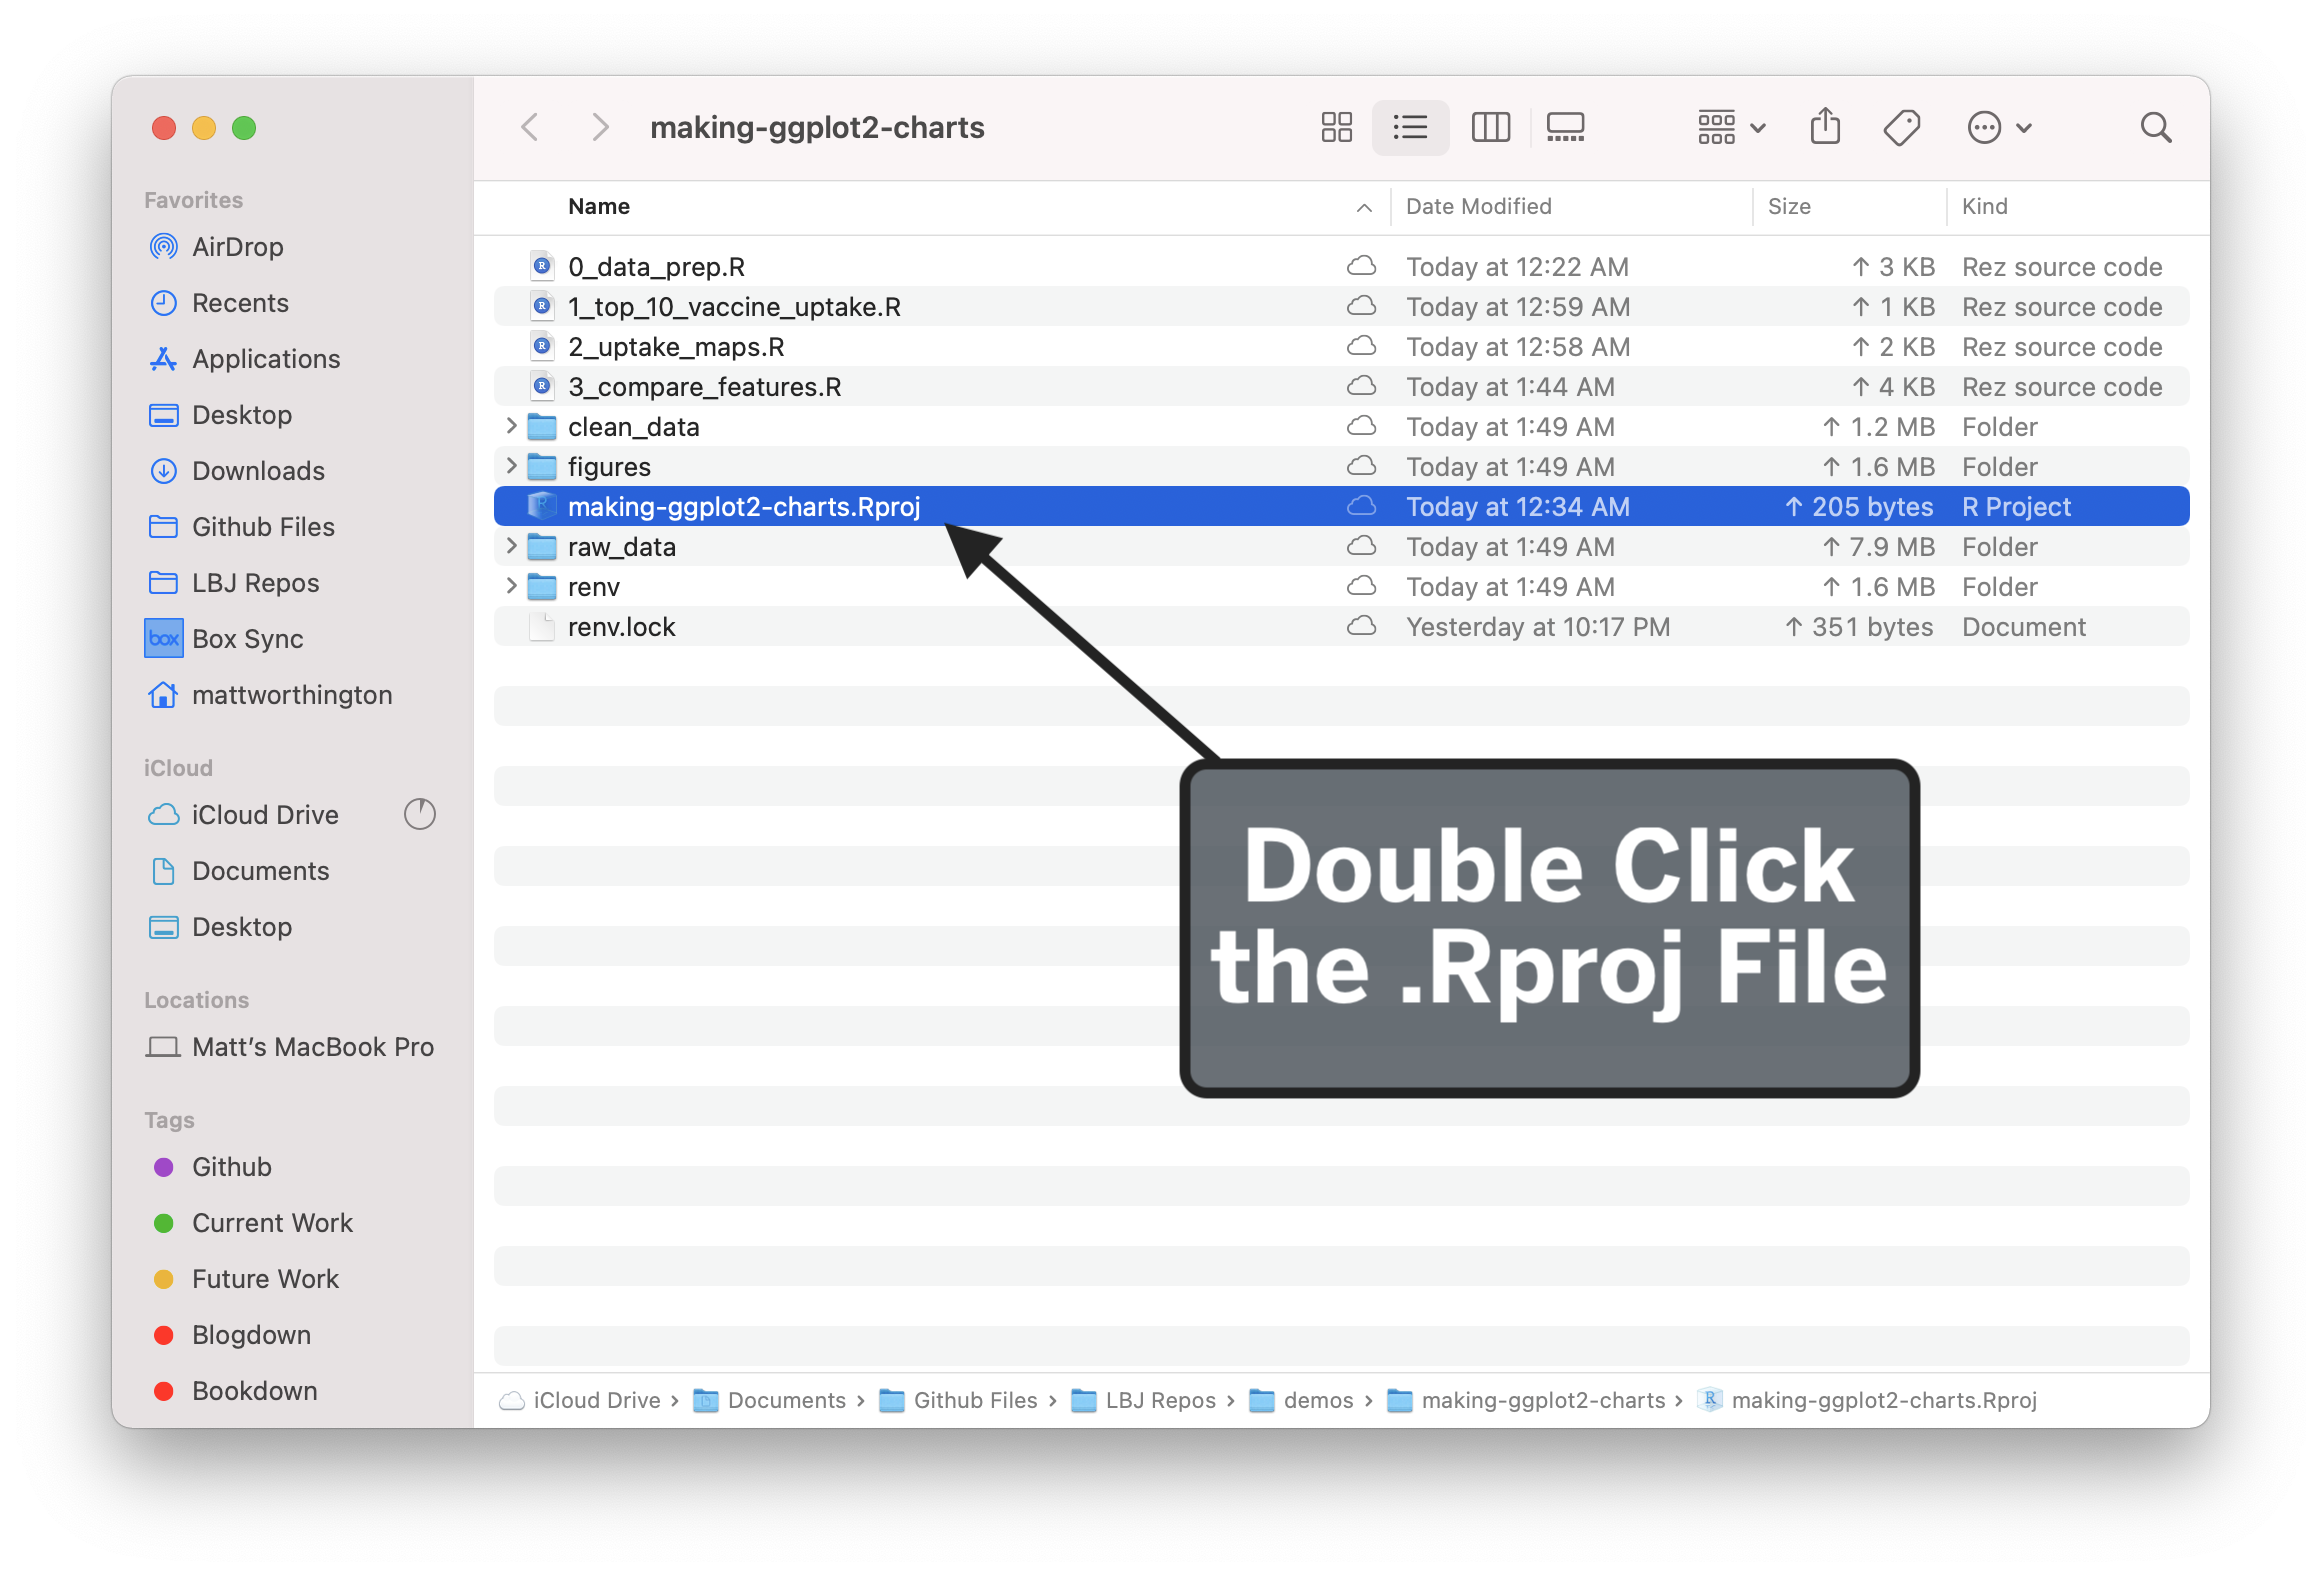 making-ggplot2-charts
Favorites
AirDrop
Recents
Applications
Desktop
Downloads
Github Files
LBJ Repos
box Box Sync
mattworthington
iCloud
iCloud Drive
Documents
Desktop
Locations
Matt’s MacBook Pro
Tags
Github
Current Work
Future Work
Blogdown
Bookdown
Name Date Modified Size Kind
R 0_data_prep.R Today at 12:22 AM ↑ 3 KB Rez source code
R 1_top_10_vaccine_uptake.R Today at 12:59 AM ↑ 1 KB Rez source code
R 2_uptake_maps.R Today at 12:58 AM ↑ 2 KB Rez source code
R 3_compare_features.R Today at 1:44 AM ↑ 4 KB Rez source code
clean_data Today at 1:49 AM ↑ 1.2 MB Folder
figures Today at 1:49 AM ↑ 1.6 MB Folder
R making-ggplot2-charts.Rproj Today at 12:34 AM ↑ 205 bytes R Project
raw_data Today at 1:49 AM ↑ 7.9 MB Folder
renv Today at 1:49 AM ↑ 1.6 MB Folder
renv.lock Yesterday at 10:17 PM ↑ 351 bytes Document
Double Click
the .Rproj File
iCloud Drive › Documents › Github Files › LBJ Repos › demos › making-ggplot2-charts › R making-ggplot2-charts.Rproj